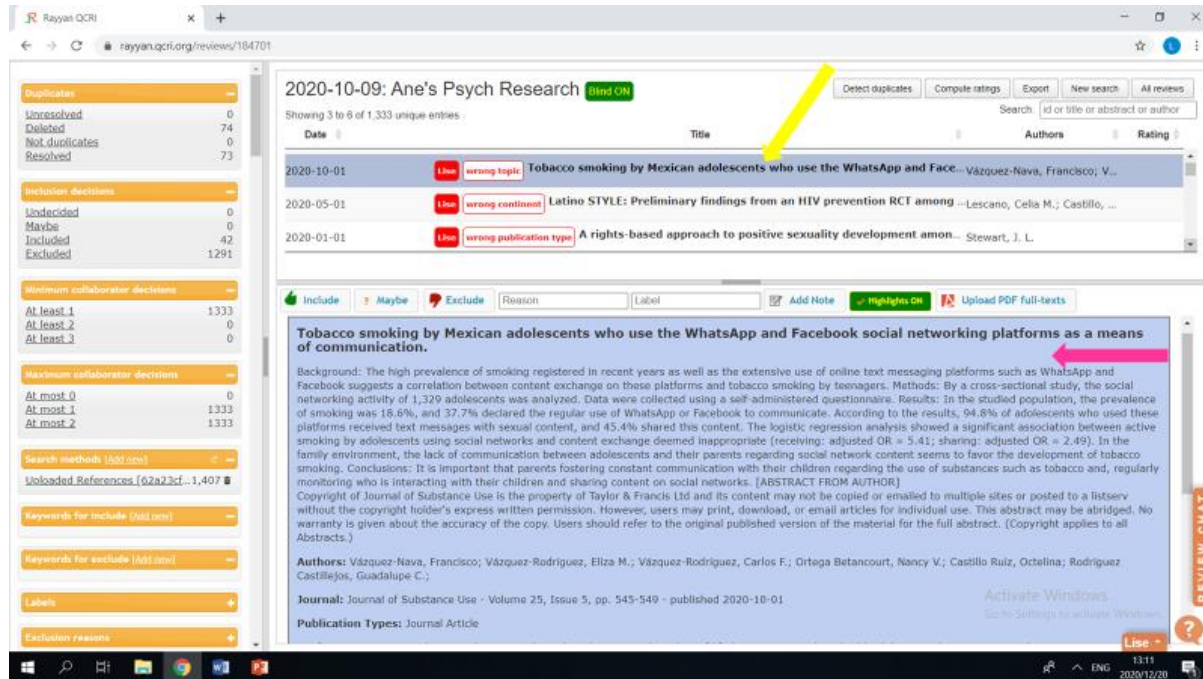 Rayyan QCRI
rayyan.qcri.org/reviews/184701
Duplicates
Unresolved 0
Deleted 74
Not duplicates 0
Resolved 73
Inclusion decisions
Undecided 0
Maybe 0
Included 42
Excluded 1291
Minimum collaborator decisions
At least 1 1333
At least 2 0
At least 3 0
Maximum collaborator decisions
At most 0 0
At most 1 1333
At most 2 1333
Search methods [Add new]
Uploaded References [62a23cf... 1,407
Keywords for include [Add new]
Keywords for exclude [Add new]
Labels
Exclusion reasons
2020-10-09: Ane's Psych Research Blind ON
Detect duplicates Compute ratings Export New search All reviews
Showing 3 to 6 of 1,333 unique entries
Search: id or title or abstract or author
Date Title Authors Rating
2020-10-01 Lise wrong topic Tobacco smoking by Mexican adolescents who use the WhatsApp and Face... Vázquez-Nava, Francisco; V...
2020-05-01 Lise wrong continent Latino STYLE: Preliminary findings from an HIV prevention RCT among ... Lescano, Celia M.; Castillo, ...
2020-01-01 Lise wrong publication type A rights-based approach to positive sexuality development amon... Stewart, J. L.
Include ? Maybe Exclude Reason Label Add Note Highlights ON Upload PDF full-texts
Tobacco smoking by Mexican adolescents who use the WhatsApp and Facebook social networking platforms as a means
of communication.
Background: The high prevalence of smoking registered in recent years as well as the extensive use of online text messaging platforms such as WhatsApp and
Facebook suggests a correlation between content exchange on these platforms and tobacco smoking by teenagers. Methods: By a cross-sectional study, the social
networking activity of 1,329 adolescents was analyzed. Data were collected using a self-administered questionnaire. Results: In the studied population, the prevalence
of smoking was 18.6%, and 37.7% declared the regular use of WhatsApp or Facebook to communicate. According to the results, 94.8% of adolescents who used these
platforms received text messages with sexual content, and 45.4% shared this content. The logistic regression analysis showed a significant association between active
smoking by adolescents using social networks and content exchange deemed inappropriate (receiving: adjusted OR = 5.41; sharing: adjusted OR = 2.49). In the
family environment, the lack of communication between adolescents and their parents regarding social network content seems to favor the development of tobacco
smoking. Conclusions: It is important that parents fostering constant communication with their children regarding the use of substances such as tobacco and, regularly
monitoring who is interacting with their children and sharing content on social networks. [ABSTRACT FROM AUTHOR]
Copyright of Journal of Substance Use is the property of Taylor & Francis Ltd and its content may not be copied or emailed to multiple sites or posted to a listserv
without the copyright holder's express written permission. However, users may print, download, or email articles for individual use. This abstract may be abridged. No
warranty is given about the accuracy of the copy. Users should refer to the original published version of the material for the full abstract. (Copyright applies to all
Abstracts.)
Authors: Vázquez-Nava, Francisco; Vázquez-Rodríguez, Eliza M.; Vázquez-Rodríguez, Carlos F.; Ortega Betancourt, Nancy V.; Castillo Ruiz, Octelina; Rodríguez
Castillejos, Guadalupe C.;
Journal: Journal of Substance Use - Volume 25, Issue 5, pp. 545-549 - published 2020-10-01
Publication Types: Journal Article
Activate Windows
Go to Settings to activate Windows.
REVIEW CHAT
?
Lise
ENG
13:11
2020/12/20